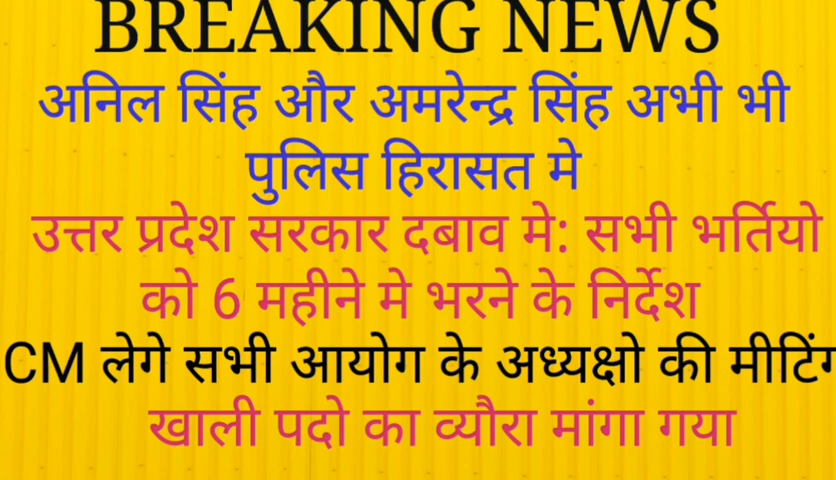 BREAKING NEWS
अनिल सिंह और अमरेन्द्र सिंह अभी भी
पुलिस हिरासत मे
उत्तर प्रदेश सरकार दबाव मे: सभी भर्तियो
को 6 महीने मे भरने के निर्देश
CM लेगे सभी आयोग के अध्यक्षो की मीटिंग
खाली पदो का व्यौरा मांगा गया